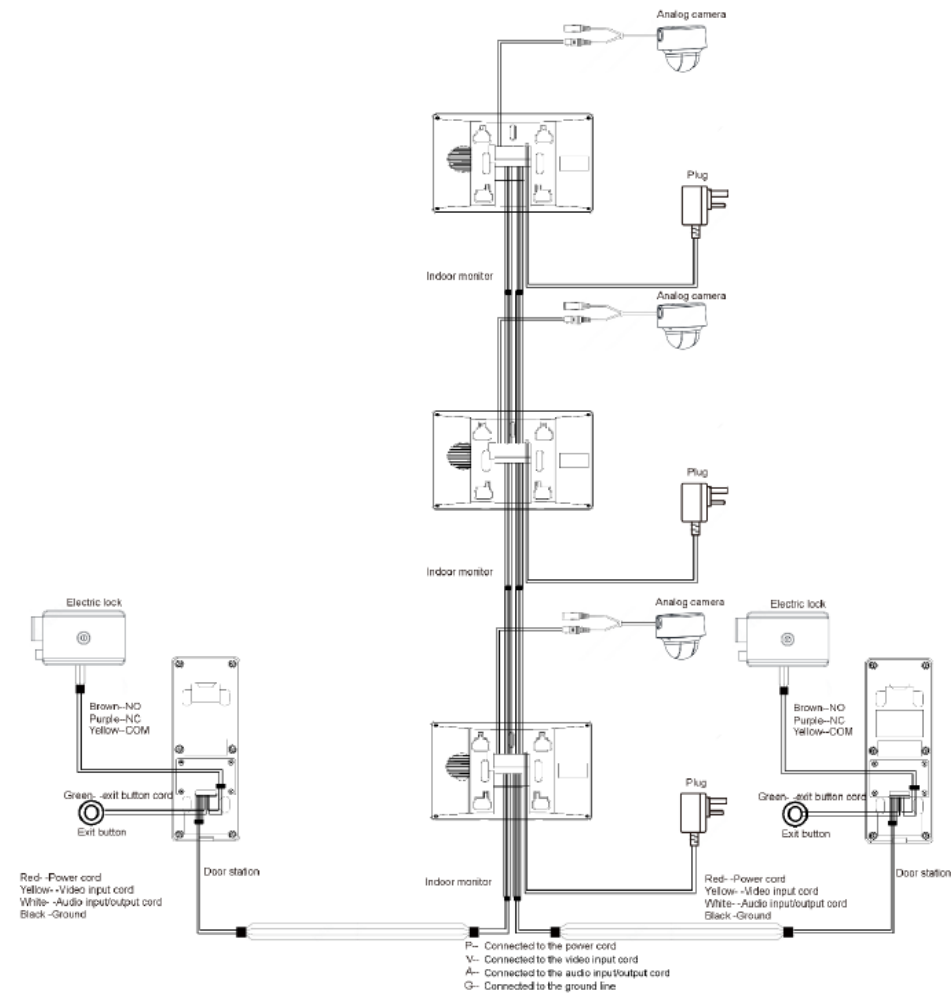 Analog camera
Plug
Indoor monitor
Analog camera
Plug
Indoor monitor
Electric lock
Analog camera
Electric lock
Brown--NO
Purple--NC
Yellow--COM
Brown--NO
Purple--NC
Yellow--COM
Plug
Green- -exit button cord
Exit button
Green- -exit button cord
Exit button
Door station
Indoor monitor
Door station
Red- -Power cord
Yellow- -Video input cord
White- -Audio input/output cord
Black -Ground
Red- -Power cord
Yellow- -Video input cord
White- -Audio input/output cord
Black -Ground
P-- Connected to the power cord
V-- Connected to the video input cord
A-- Connected to the audio input/output cord
G-- Connected to the ground line